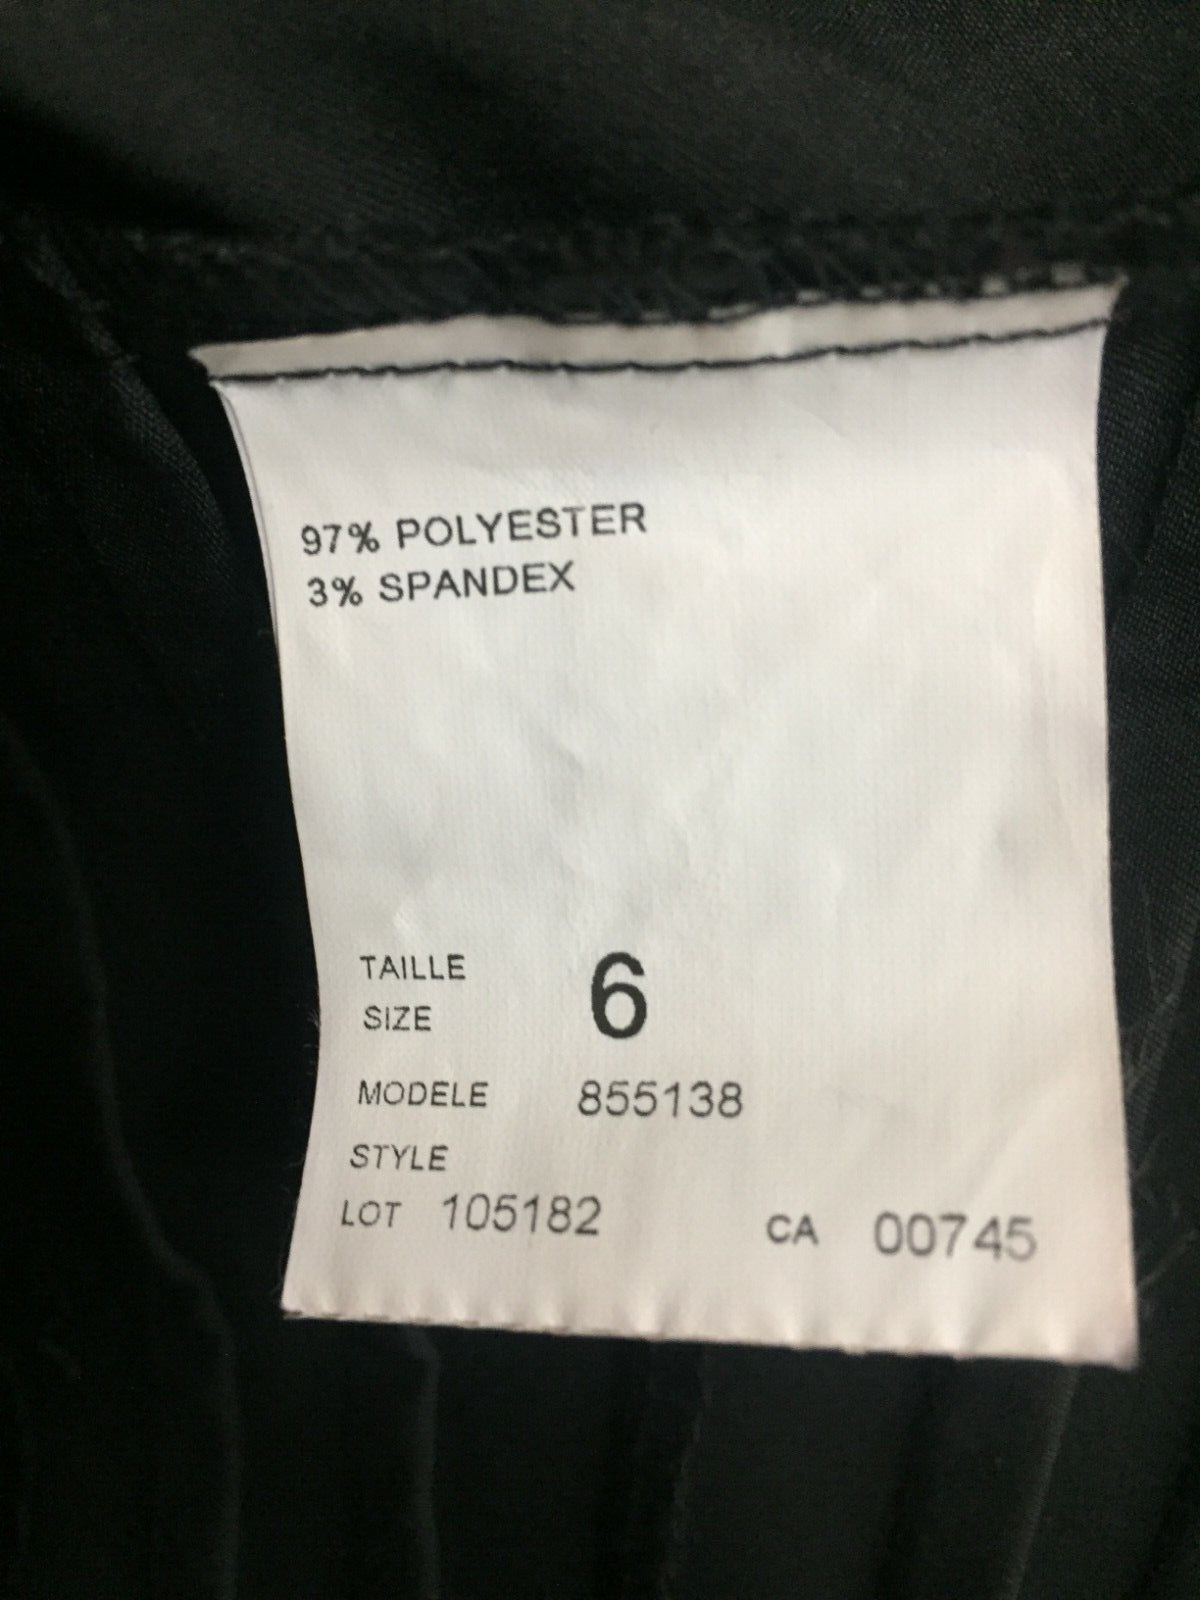 97% POLYESTER
3% SPANDEX
TAILLE
SIZE 6
MODELE 855138
STYLE
LOT 105182 CA 00745